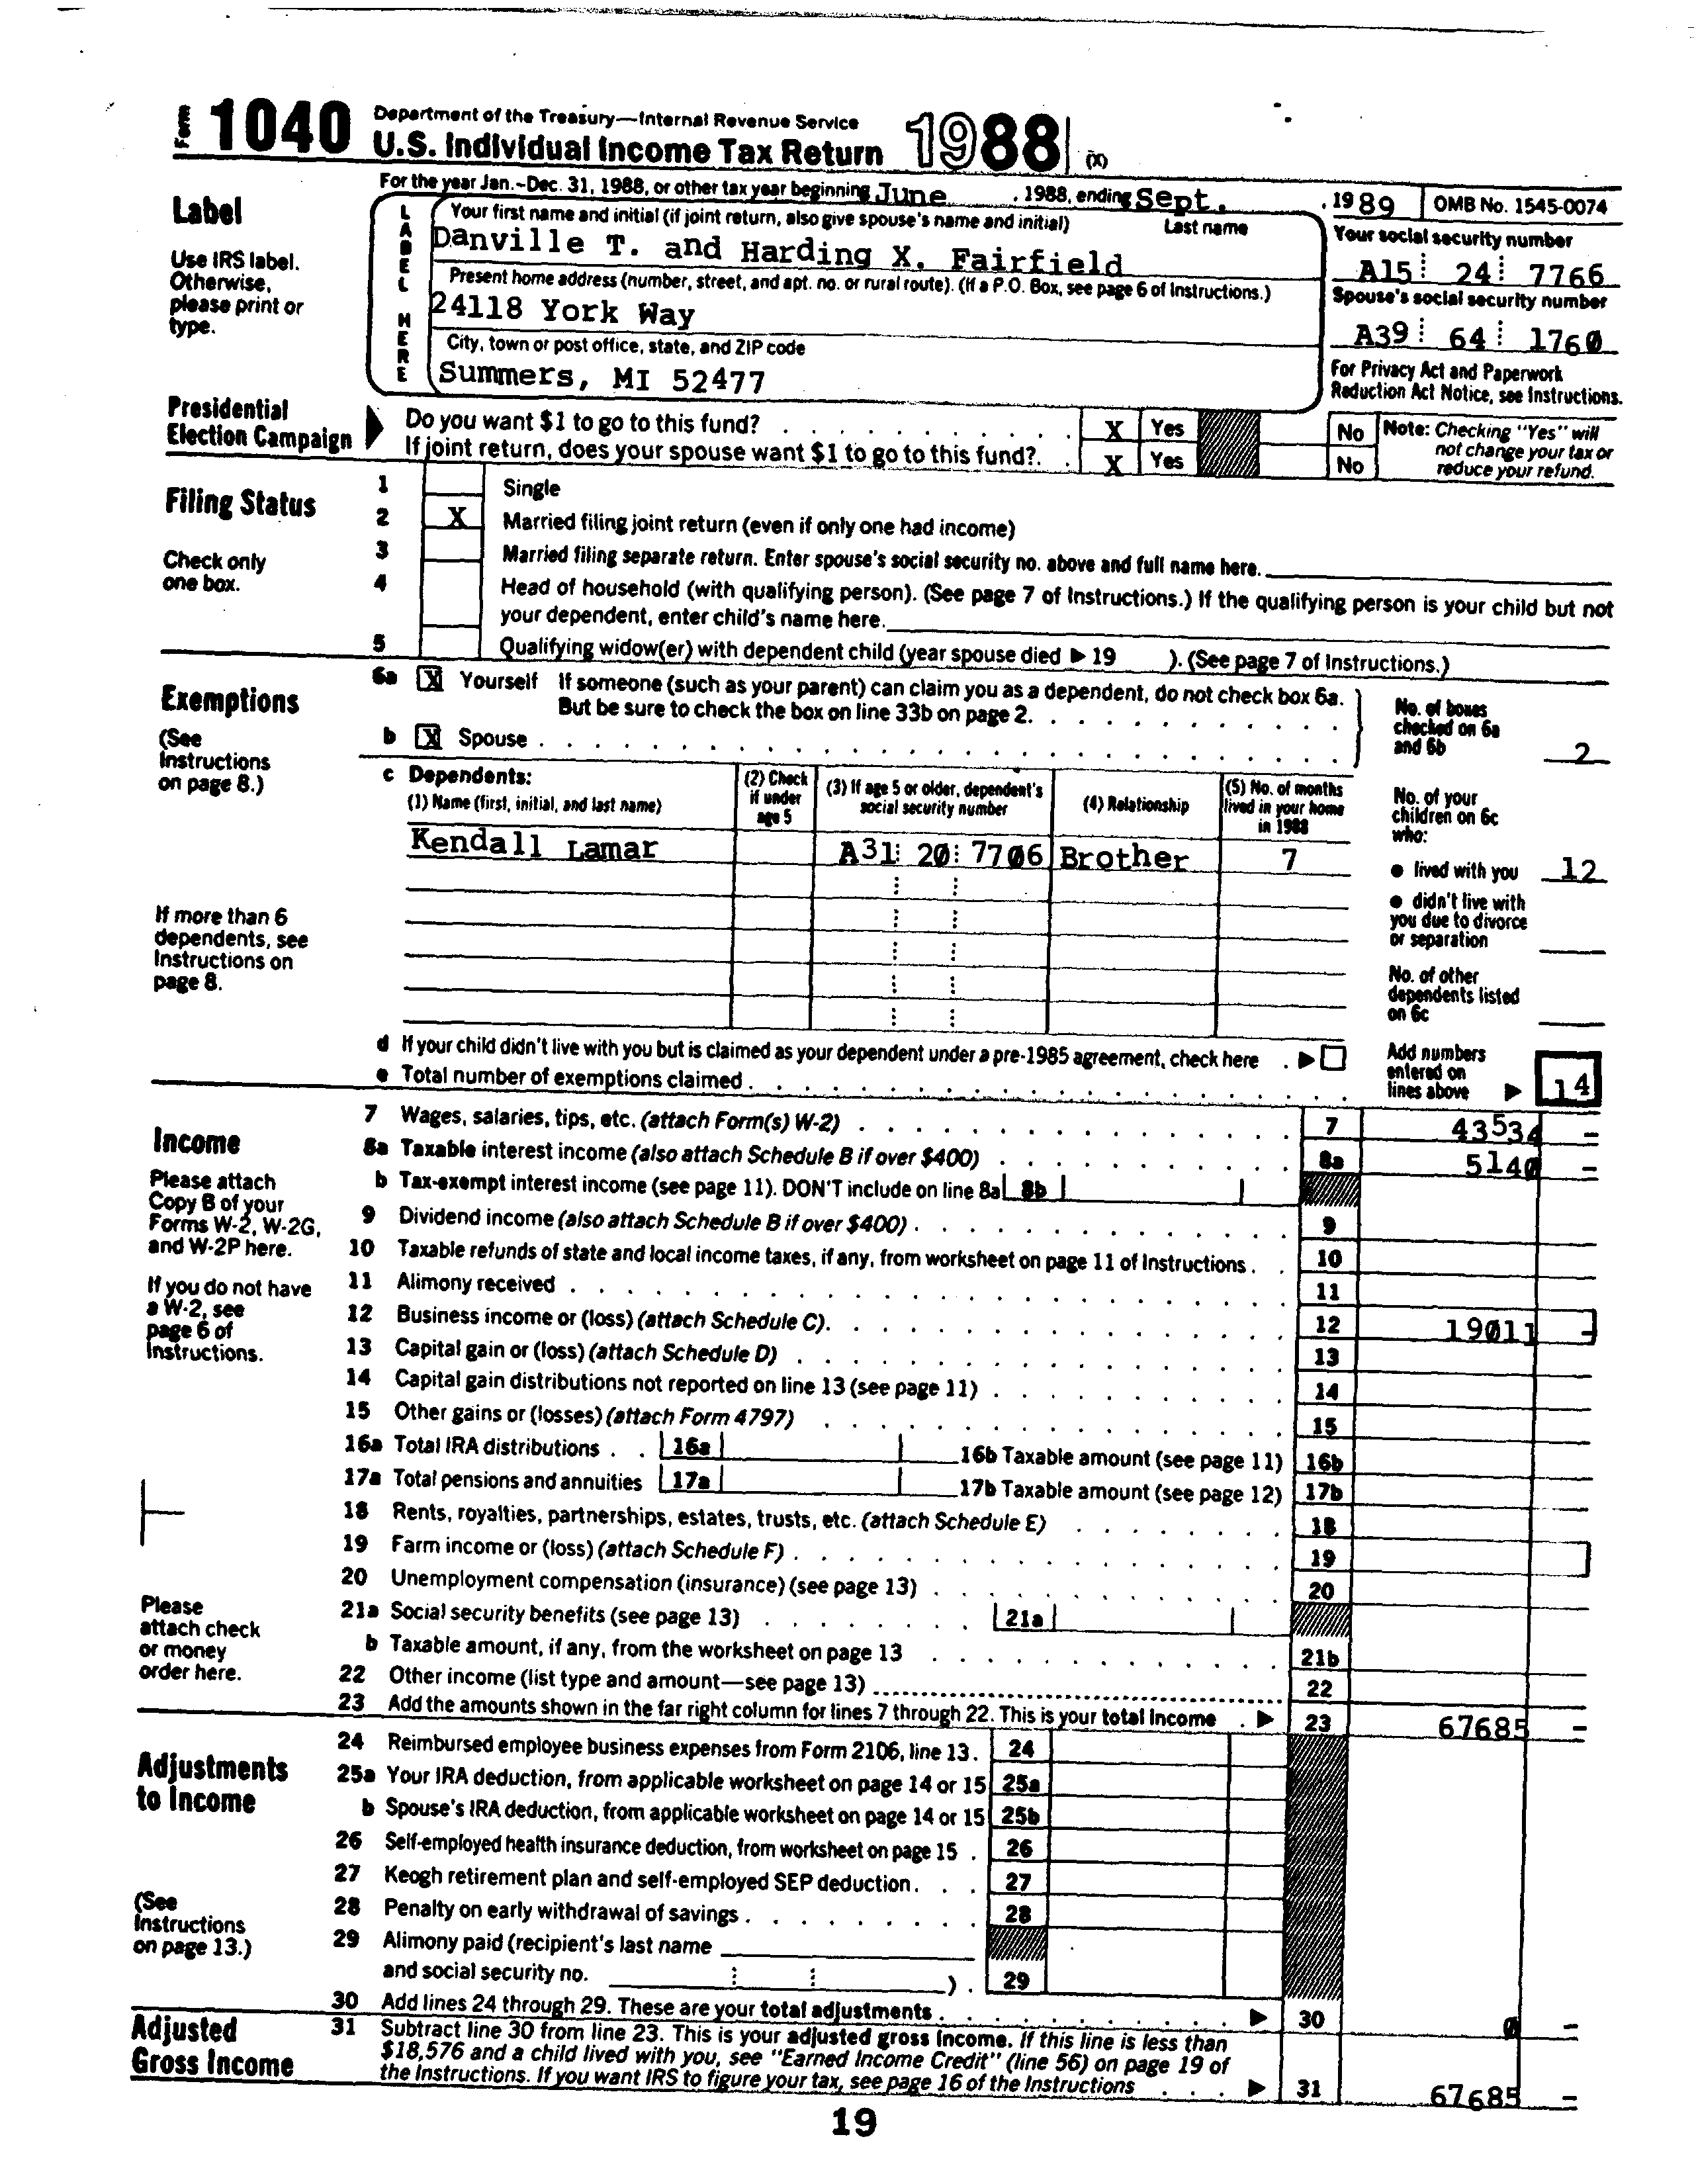 Form 1040 Department of the Treasury—Internal Revenue Service
U.S. Individual Income Tax Return 1988 (X)
For the year Jan.–Dec. 31, 1988, or other tax year beginning June , 1988, ending Sept. , 1989 OMB No. 1545-0074
Label
Use IRS label.
Otherwise,
please print or
type.
LABEL HERE
Your first name and initial (if joint return, also give spouse's name and initial) Last name
Danville T. and Harding X. Fairfield
Your social security number
A15 24 7766
Present home address (number, street, and apt. no. or rural route). (If a P.O. Box, see page 6 of Instructions.)
24118 York Way
Spouse's social security number
A39 64 1760
City, town or post office, state, and ZIP code
Summers, MI 52477
For Privacy Act and Paperwork
Reduction Act Notice, see Instructions.
Presidential
Election Campaign
Do you want $1 to go to this fund? X Yes No
If joint return, does your spouse want $1 to go to this fund?. X Yes No
Note: Checking "Yes" will
not change your tax or
reduce your refund.
Filing Status
Check only
one box.
1 Single
2 X Married filing joint return (even if only one had income)
3 Married filing separate return. Enter spouse's social security no. above and full name here.
4 Head of household (with qualifying person). (See page 7 of Instructions.) If the qualifying person is your child but not
your dependent, enter child's name here.
5 Qualifying widow(er) with dependent child (year spouse died ▶ 19 ). (See page 7 of Instructions.)
Exemptions
(See
Instructions
on page 8.)
6a X Yourself If someone (such as your parent) can claim you as a dependent, do not check box 6a.
But be sure to check the box on line 33b on page 2.
b X Spouse
No. of boxes
checked on 6a
and 6b 2
c Dependents:
(1) Name (first, initial, and last name)
(2) Check
if under
age 5
(3) If age 5 or older, dependent's
social security number
(4) Relationship
(5) No. of months
lived in your home
in 1988
Kendall Lamar A31 20 7706 Brother 7
No. of your
children on 6c
who:
● lived with you 12
● didn't live with
you due to divorce
or separation
No. of other
dependents listed
on 6c
If more than 6
dependents, see
Instructions on
page 8.
d If your child didn't live with you but is claimed as your dependent under a pre-1985 agreement, check here . ▶
e Total number of exemptions claimed
Add numbers
entered on
lines above ▶ 14
Income
Please attach
Copy B of your
Forms W-2, W-2G,
and W-2P here.
If you do not have
a W-2, see
page 6 of
Instructions.
Please
attach check
or money
order here.
7 Wages, salaries, tips, etc. (attach Form(s) W-2) 7 43534 –
8a Taxable interest income (also attach Schedule B if over $400) 8a 5140 –
b Tax-exempt interest income (see page 11). DON'T include on line 8a 8b
9 Dividend income (also attach Schedule B if over $400) 9
10 Taxable refunds of state and local income taxes, if any, from worksheet on page 11 of Instructions 10
11 Alimony received 11
12 Business income or (loss) (attach Schedule C). 12 19011 –
13 Capital gain or (loss) (attach Schedule D) 13
14 Capital gain distributions not reported on line 13 (see page 11) 14
15 Other gains or (losses) (attach Form 4797) 15
16a Total IRA distributions 16a 16b Taxable amount (see page 11) 16b
17a Total pensions and annuities 17a 17b Taxable amount (see page 12) 17b
18 Rents, royalties, partnerships, estates, trusts, etc. (attach Schedule E) 18
19 Farm income or (loss) (attach Schedule F) 19
20 Unemployment compensation (insurance) (see page 13) 20
21a Social security benefits (see page 13) 21a
b Taxable amount, if any, from the worksheet on page 13 21b
22 Other income (list type and amount—see page 13) 22
23 Add the amounts shown in the far right column for lines 7 through 22. This is your total income ▶ 23 67685 –
Adjustments
to Income
(See
Instructions
on page 13.)
24 Reimbursed employee business expenses from Form 2106, line 13. 24
25a Your IRA deduction, from applicable worksheet on page 14 or 15 25a
b Spouse's IRA deduction, from applicable worksheet on page 14 or 15 25b
26 Self-employed health insurance deduction, from worksheet on page 15 26
27 Keogh retirement plan and self-employed SEP deduction 27
28 Penalty on early withdrawal of savings 28
29 Alimony paid (recipient's last name
and social security no. ) . 29
30 Add lines 24 through 29. These are your total adjustments ▶ 30 0 –
Adjusted
Gross Income
31 Subtract line 30 from line 23. This is your adjusted gross income. If this line is less than
$18,576 and a child lived with you, see "Earned Income Credit" (line 56) on page 19 of
the Instructions. If you want IRS to figure your tax, see page 16 of the Instructions ▶ 31 67685 –
19